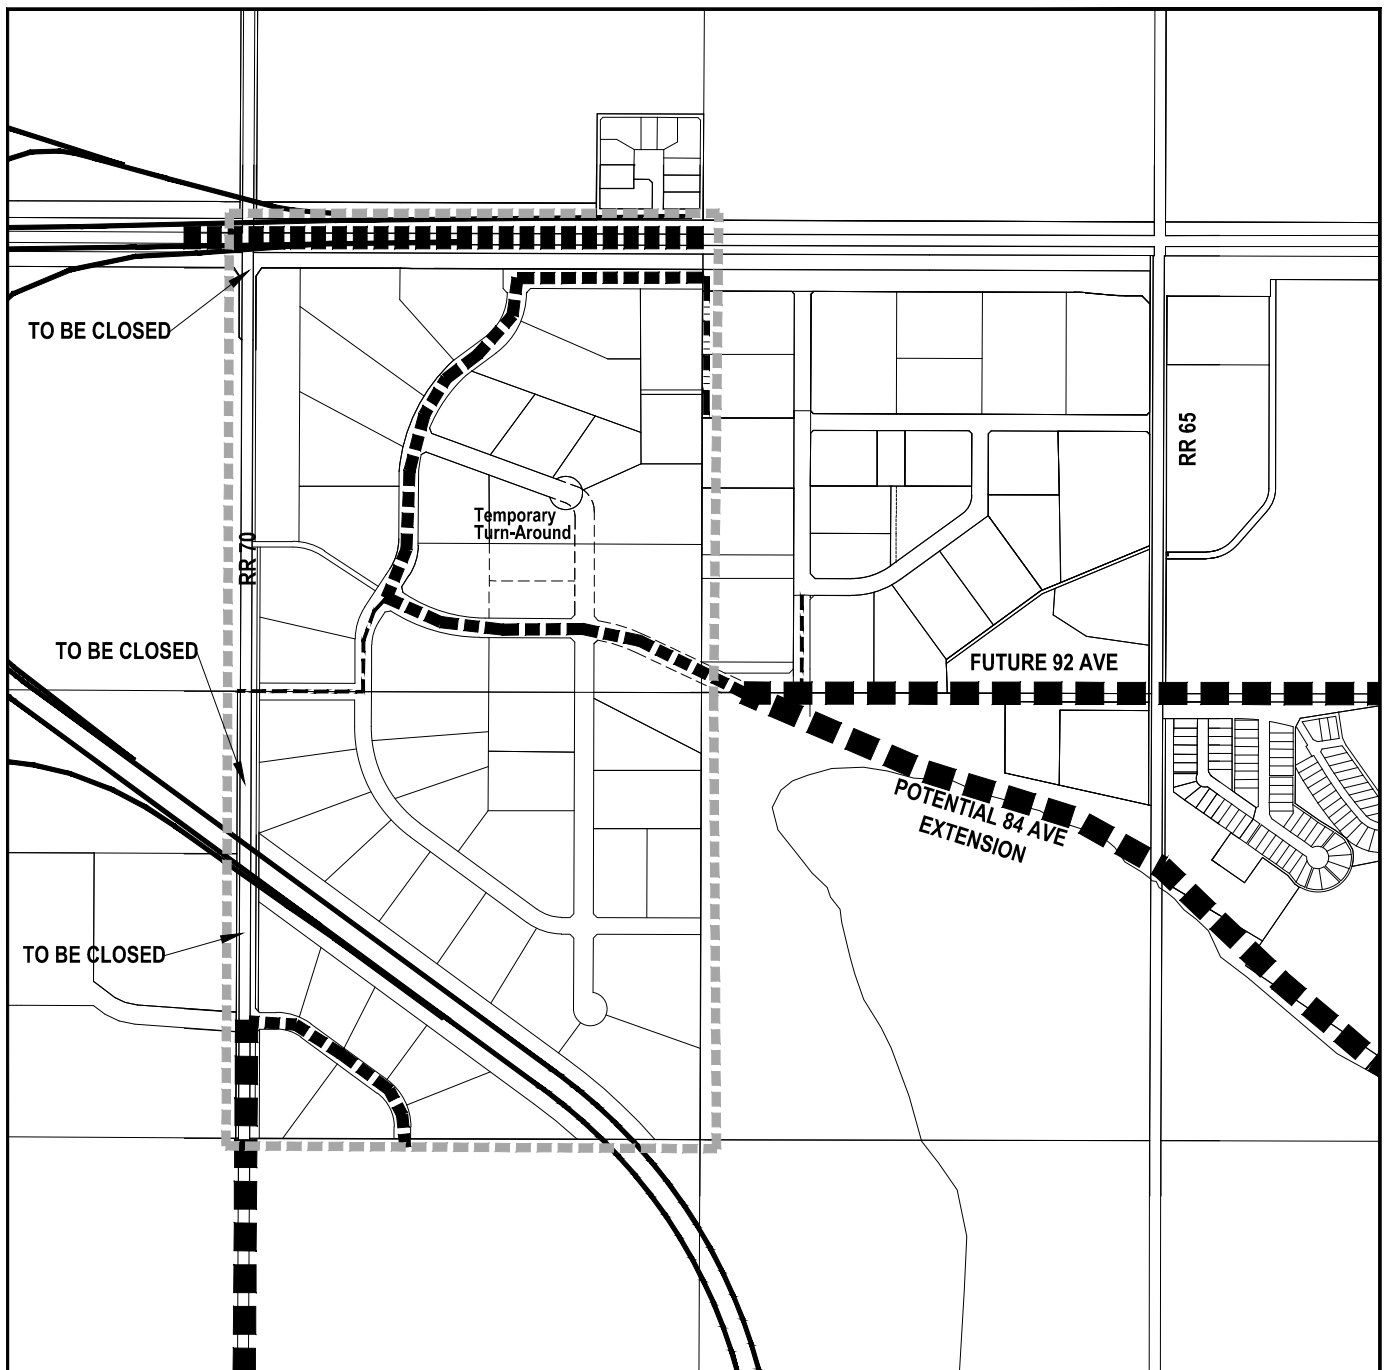 TO BE CLOSED
RR 65
Temporary
Turn-Around
RR 70
TO BE CLOSED
FUTURE 92 AVE
POTENTIAL 84 AVE
EXTENSION
TO BE CLOSED